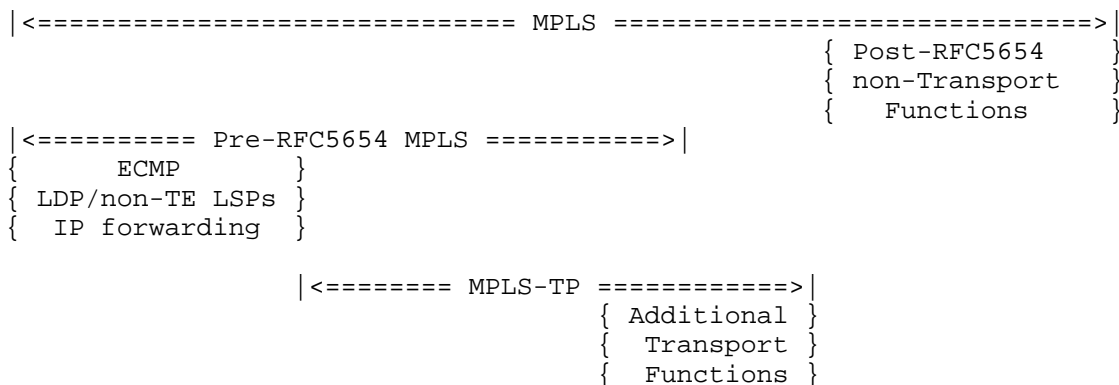 |<============================== MPLS ============================>|
{ Post-RFC5654 }
{ non-Transport }
{ Functions }
|<========== Pre-RFC5654 MPLS ===========>|
{ ECMP }
{ LDP/non-TE LSPs }
{ IP forwarding }
|<======== MPLS-TP ============>|
{ Additional }
{ Transport }
{ Functions }